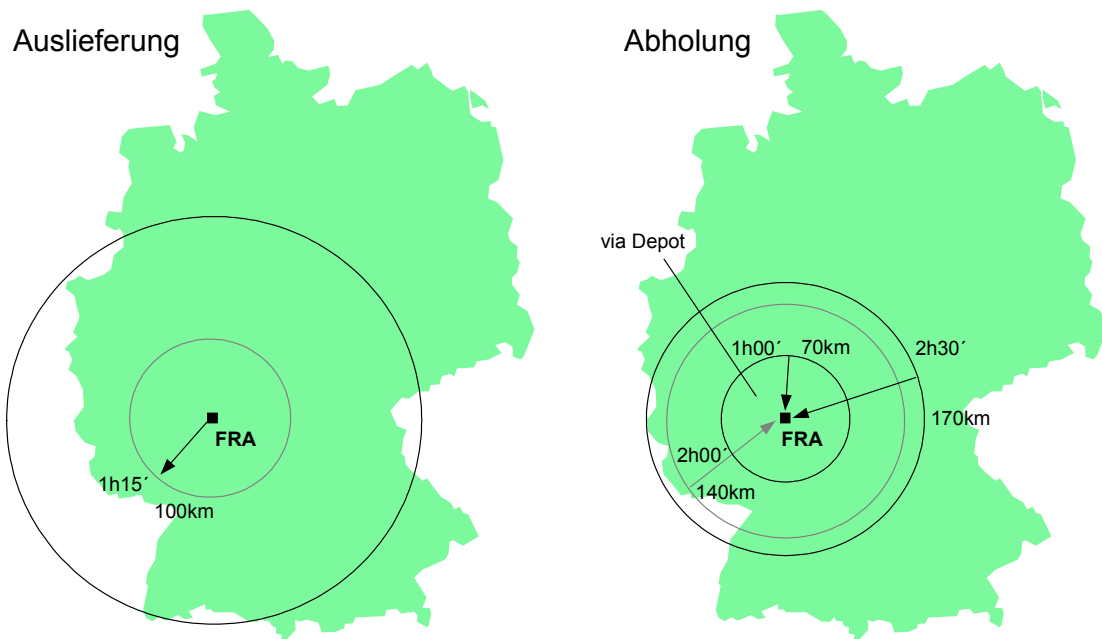 Auslieferung
FRA
1h15´
100km
Abholung
via Depot
1h00´ 70km
2h30´
170km
FRA
2h00´
140km